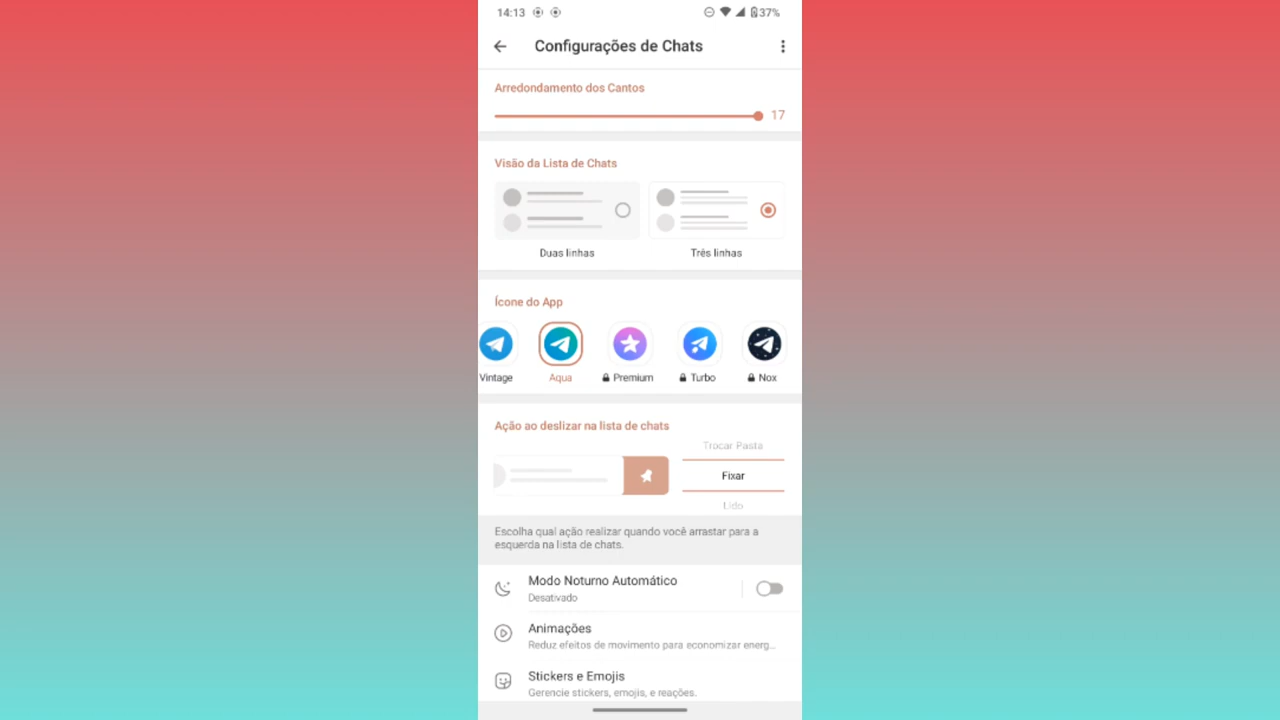 14:13 37%
Configurações de Chats
Arredondamento dos Cantos
17
Visão da Lista de Chats
Duas linhas Três linhas
Ícone do App
Vintage Aqua Premium Turbo Nox
Ação ao deslizar na lista de chats
Trocar Pasta
Fixar
Lido
Escolha qual ação realizar quando você arrastar para a
esquerda na lista de chats.
Modo Noturno Automático
Desativado
Animações
Reduz efeitos de movimento para economizar energ...
Stickers e Emojis
Gerencie stickers, emojis, e reações.